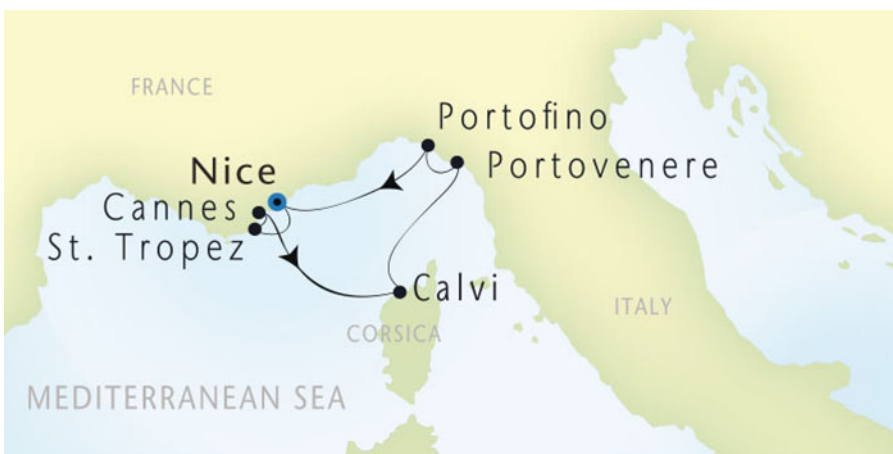 FRANCE
Portofino
Portovenere
Nice
Cannes
St. Tropez
Calvi
ITALY
CORSICA
MEDITERRANEAN SEA